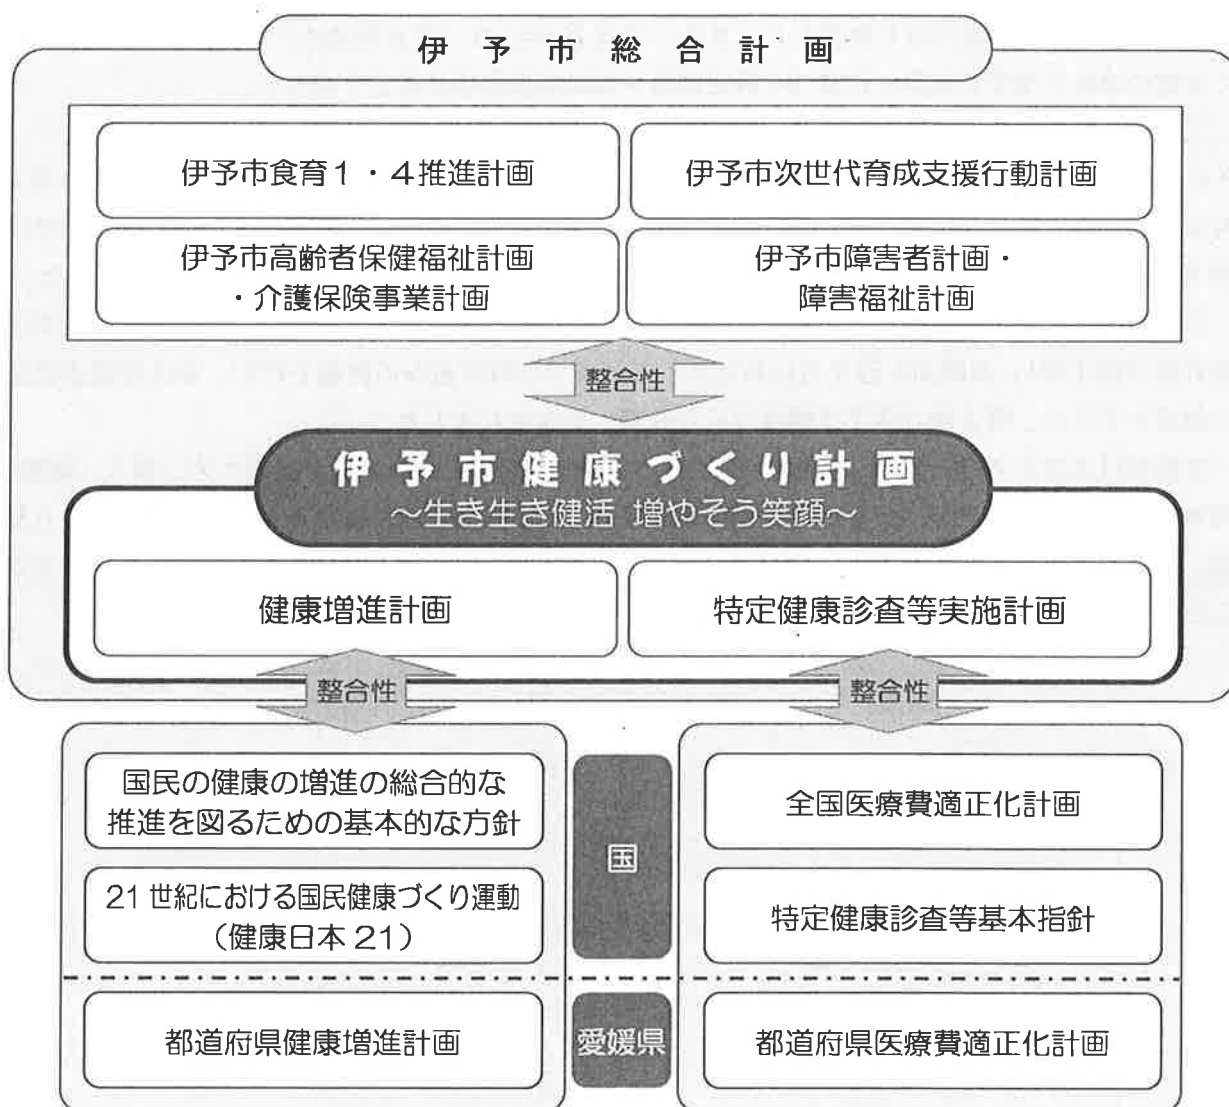 伊予市総合計画
伊予市食育1・4推進計画
伊予市次世代育成支援行動計画
伊予市高齢者保健福祉計画
・介護保険事業計画
伊予市障害者計画・
障害福祉計画
整合性
伊予市健康づくり計画
~生き生き健活 増やそう笑顔~
健康増進計画
特定健康診査等実施計画
整合性
整合性
国民の健康の増進の総合的な
推進を図るための基本的な方針
21世紀における国民健康づくり運動
(健康日本21)
国
全国医療費適正化計画
特定健康診査等基本指針
都道府県健康増進計画
愛媛県
都道府県医療費適正化計画